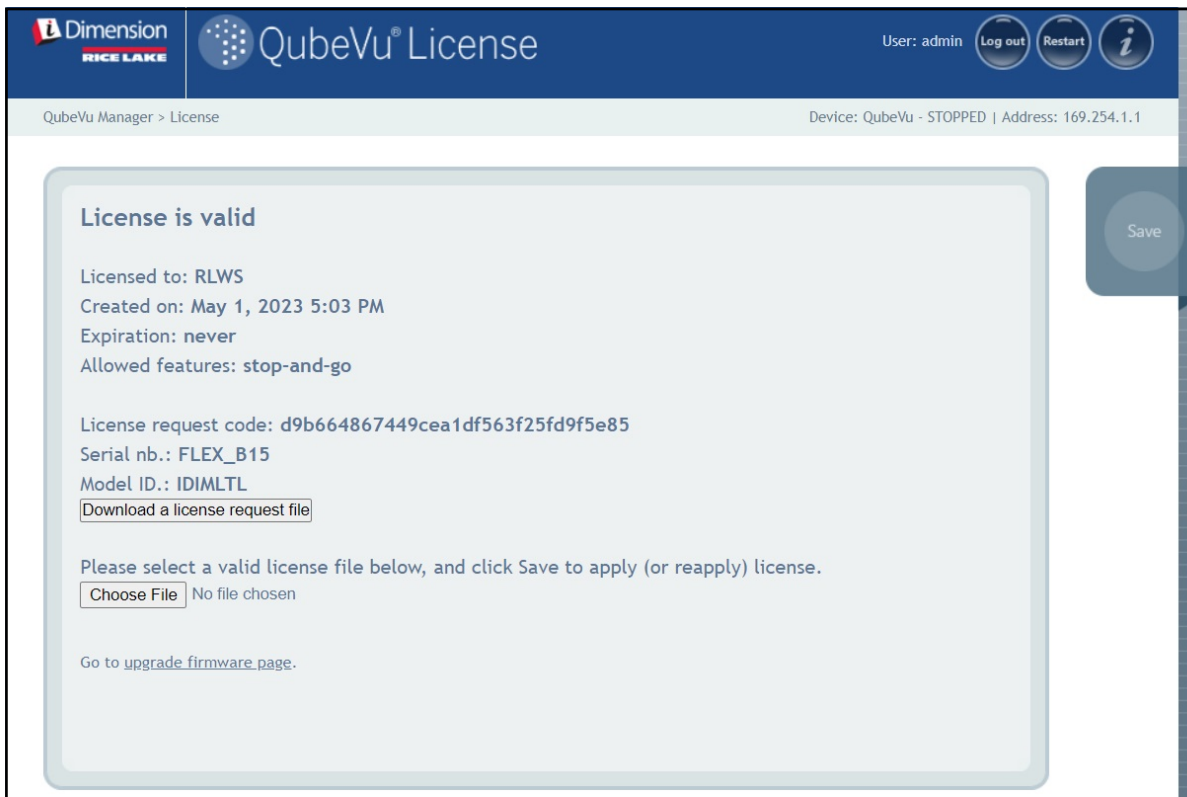 i Dimension
RICE LAKE
QubeVu® License
User: admin
Log out
Restart
i
QubeVu Manager > License
Device: QubeVu - STOPPED | Address: 169.254.1.1
License is valid
Save
Licensed to: RLWS
Created on: May 1, 2023 5:03 PM
Expiration: never
Allowed features: stop-and-go
License request code: d9b664867449cea1df563f25fd9f5e85
Serial nb.: FLEX_B15
Model ID.: IDIMLTL
Download a license request file
Please select a valid license file below, and click Save to apply (or reapply) license.
Choose File No file chosen
Go to upgrade firmware page.